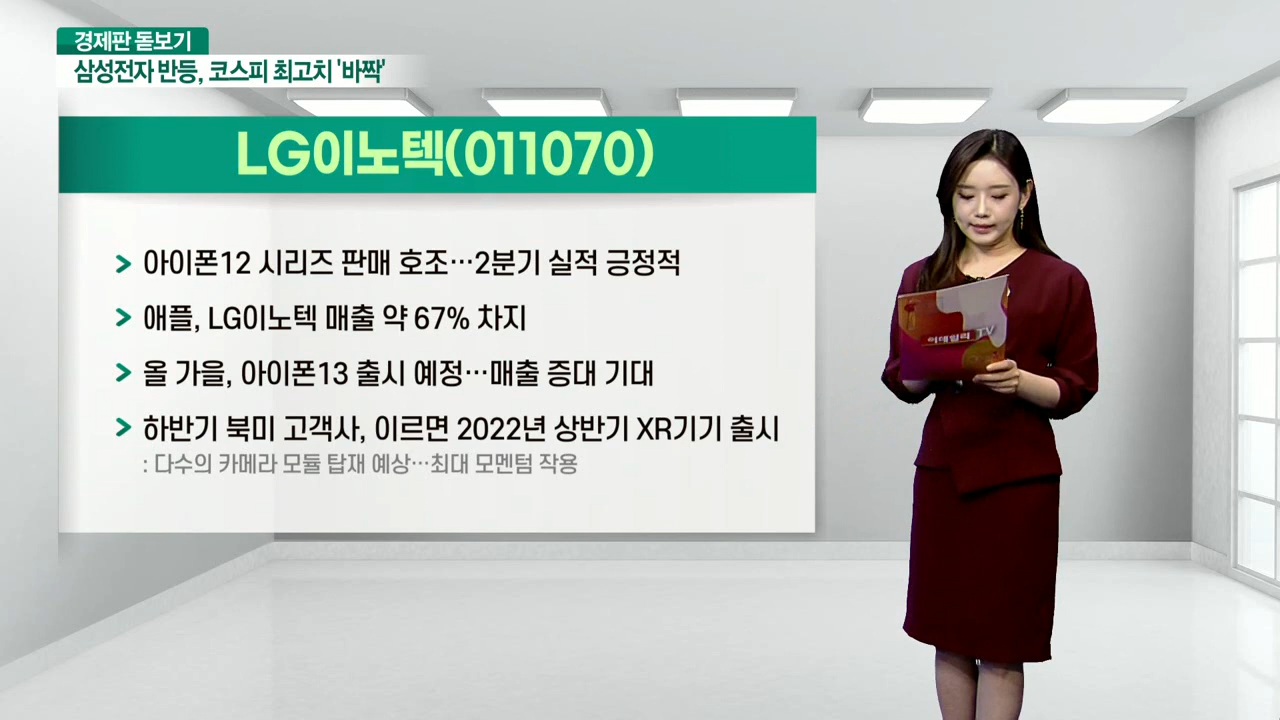 경제판 돋보기
삼성전자 반등, 코스피 최고치 '바짝'
LG이노텍(011070)
아이폰12 시리즈 판매 호조…2분기 실적 긍정적
애플, LG이노텍 매출 약 67% 차지
올 가을, 아이폰13 출시 예정…매출 증대 기대
하반기 북미 고객사, 이르면 2022년 상반기 XR기기 출시
: 다수의 카메라 모듈 탑재 예상…최대 모멘텀 작용
이데일리 TV